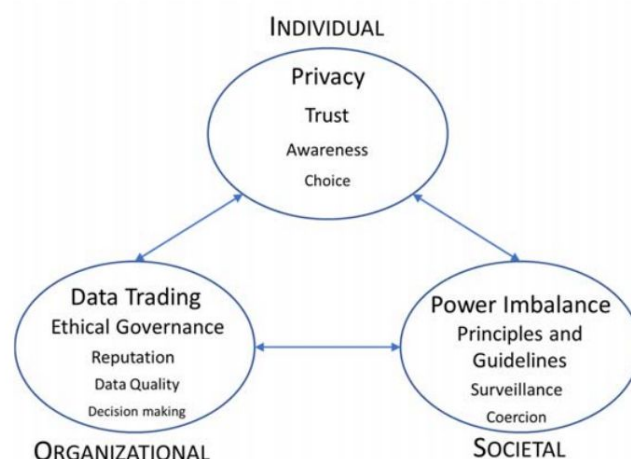 INDIVIDUAL
Privacy
Trust
Awareness
Choice
Data Trading
Ethical Governance
Reputation
Data Quality
Decision making
Power Imbalance
Principles and
Guidelines
Surveillance
Coercion
ORGANIZATIONAL
SOCIETAL